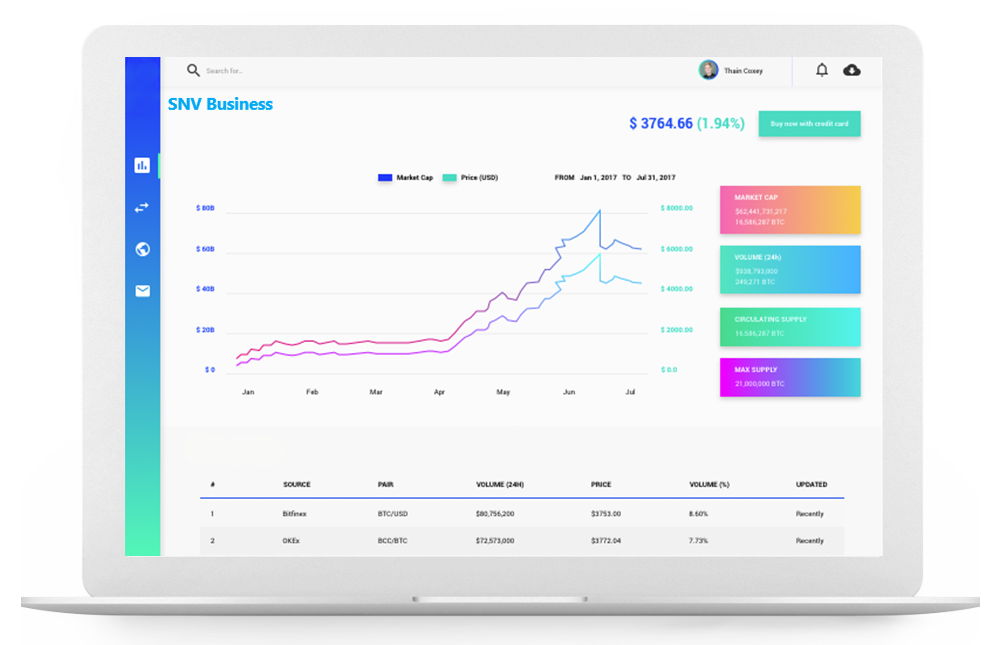 Search for..
Thain Coxey
SNV Business
$ 3764.66 (1.94%)
Buy now with credit card
Market Cap
Price (USD)
FROM Jan 1, 2017 TO Jul 31, 2017
$ 80B
$ 60B
$ 40B
$ 20B
$ 0
$ 8000.00
$ 6000.00
$ 4000.00
$ 2000.00
$ 0.0
Jan Feb Mar Apr May Jun Jul
MARKET CAP
$62,441,731,217
16,586,287 BTC
VOLUME (24h)
$938,793,000
249,271 BTC
CIRCULATING SUPPLY
16,586,287 BTC
MAX SUPPLY
21,000,000 BTC
# SOURCE PAIR VOLUME (24H) PRICE VOLUME (%) UPDATED
1 Bitfinex BTC/USD $80,756,200 $3753.00 8.60% Recently
2 OKEx BCC/BTC $72,573,000 $3772.04 7.73% Recently